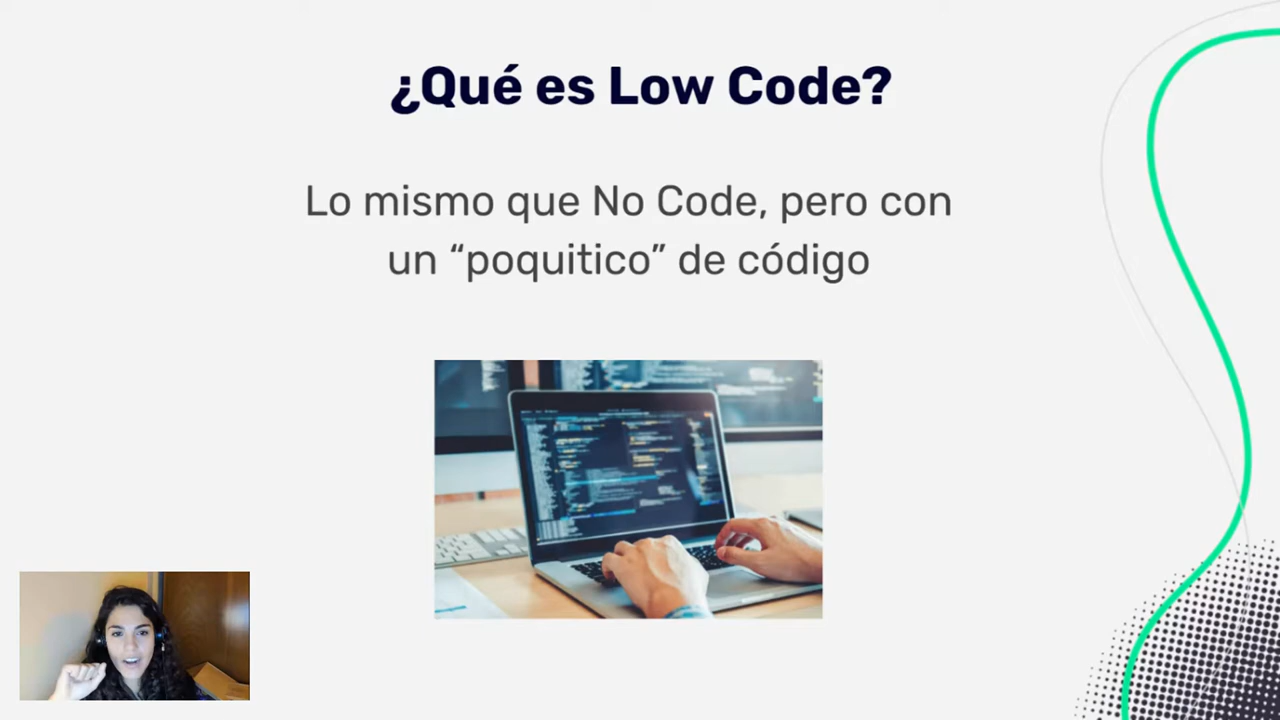 ¿Qué es Low Code?
Lo mismo que No Code, pero con
un “poquitico” de código